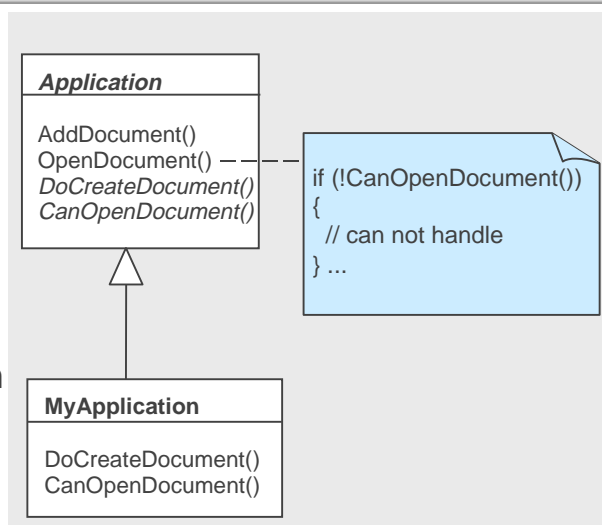 Application
AddDocument()
OpenDocument()
DoCreateDocument()
CanOpenDocument()
if (!CanOpenDocument())
{
// can not handle
} ...
MyApplication
DoCreateDocument()
CanOpenDocument()